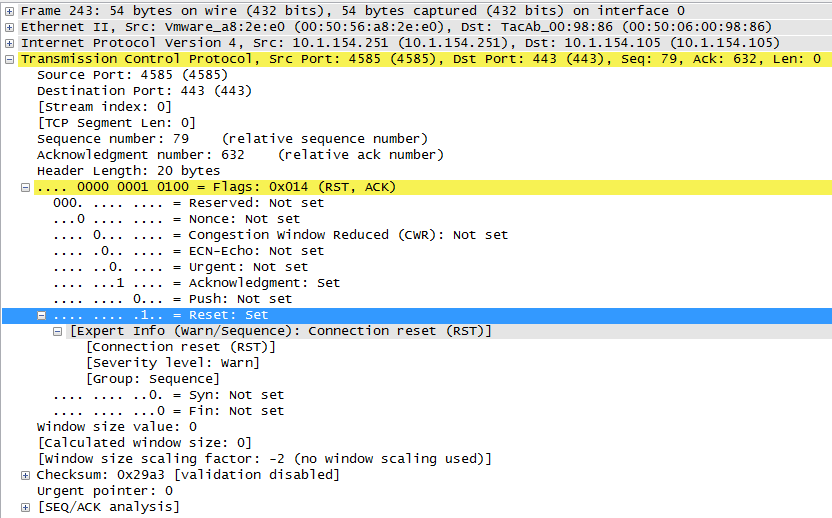 Frame 243: 54 bytes on wire (432 bits), 54 bytes captured (432 bits) on interface 0
Ethernet II, Src: Vmware_a8:2e:e0 (00:50:56:a8:2e:e0), Dst: TacAb_00:98:86 (00:50:06:00:98:86)
Internet Protocol Version 4, Src: 10.1.154.251 (10.1.154.251), Dst: 10.1.154.105 (10.1.154.105)
Transmission Control Protocol, Src Port: 4585 (4585), Dst Port: 443 (443), Seq: 79, Ack: 632, Len: 0
Source Port: 4585 (4585)
Destination Port: 443 (443)
[Stream index: 0]
[TCP Segment Len: 0]
Sequence number: 79    (relative sequence number)
Acknowledgment number: 632    (relative ack number)
Header Length: 20 bytes
.... 0000 0001 0100 = Flags: 0x014 (RST, ACK)
000. .... .... = Reserved: Not set
...0 .... .... = Nonce: Not set
.... 0... .... = Congestion Window Reduced (CWR): Not set
.... .0.. .... = ECN-Echo: Not set
.... ..0. .... = Urgent: Not set
.... ...1 .... = Acknowledgment: Set
.... .... 0... = Push: Not set
.... .... .1.. = Reset: Set
[Expert Info (Warn/Sequence): Connection reset (RST)]
[Connection reset (RST)]
[Severity level: Warn]
[Group: Sequence]
.... .... ..0. = Syn: Not set
.... .... ...0 = Fin: Not set
Window size value: 0
[Calculated window size: 0]
[Window size scaling factor: -2 (no window scaling used)]
Checksum: 0x29a3 [validation disabled]
Urgent pointer: 0
[SEQ/ACK analysis]